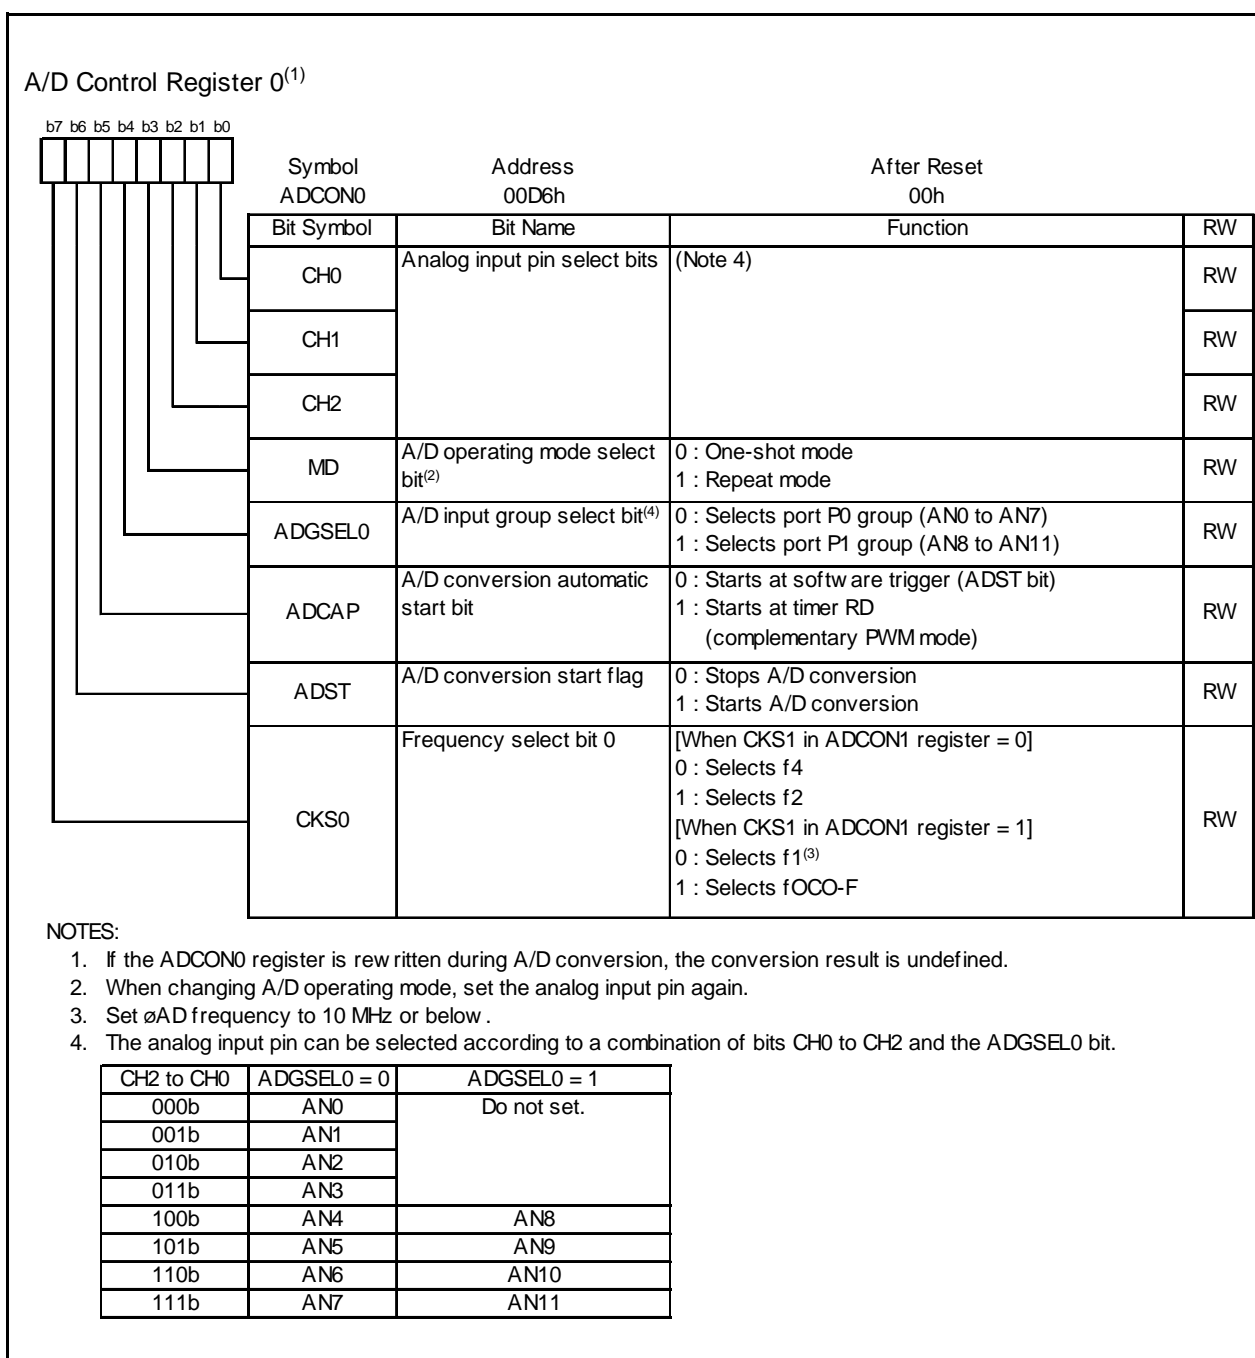 A/D Control Register 0(1)
b7 b6 b5 b4 b3 b2 b1 b0
Symbol Address After Reset
ADCON0 00D6h 00h
Bit Symbol Bit Name Function RW
CH0 Analog input pin select bits (Note 4) RW
CH1 RW
CH2 RW
MD A/D operating mode select bit(2) 0 : One-shot mode RW
1 : Repeat mode
ADGSEL0 A/D input group select bit(4) 0 : Selects port P0 group (AN0 to AN7) RW
1 : Selects port P1 group (AN8 to AN11)
ADCAP A/D conversion automatic start bit 0 : Starts at software trigger (ADST bit) RW
1 : Starts at timer RD
(complementary PWM mode)
ADST A/D conversion start flag 0 : Stops A/D conversion RW
1 : Starts A/D conversion
CKS0 Frequency select bit 0 [When CKS1 in ADCON1 register = 0] RW
0 : Selects f4
1 : Selects f2
[When CKS1 in ADCON1 register = 1]
0 : Selects f1(3)
1 : Selects fOCO-F
NOTES:
1. If the ADCON0 register is rewritten during A/D conversion, the conversion result is undefined.
2. When changing A/D operating mode, set the analog input pin again.
3. Set øAD frequency to 10 MHz or below.
4. The analog input pin can be selected according to a combination of bits CH0 to CH2 and the ADGSEL0 bit.
CH2 to CH0 ADGSEL0 = 0 ADGSEL0 = 1
000b AN0 Do not set.
001b AN1
010b AN2
011b AN3
100b AN4 AN8
101b AN5 AN9
110b AN6 AN10
111b AN7 AN11